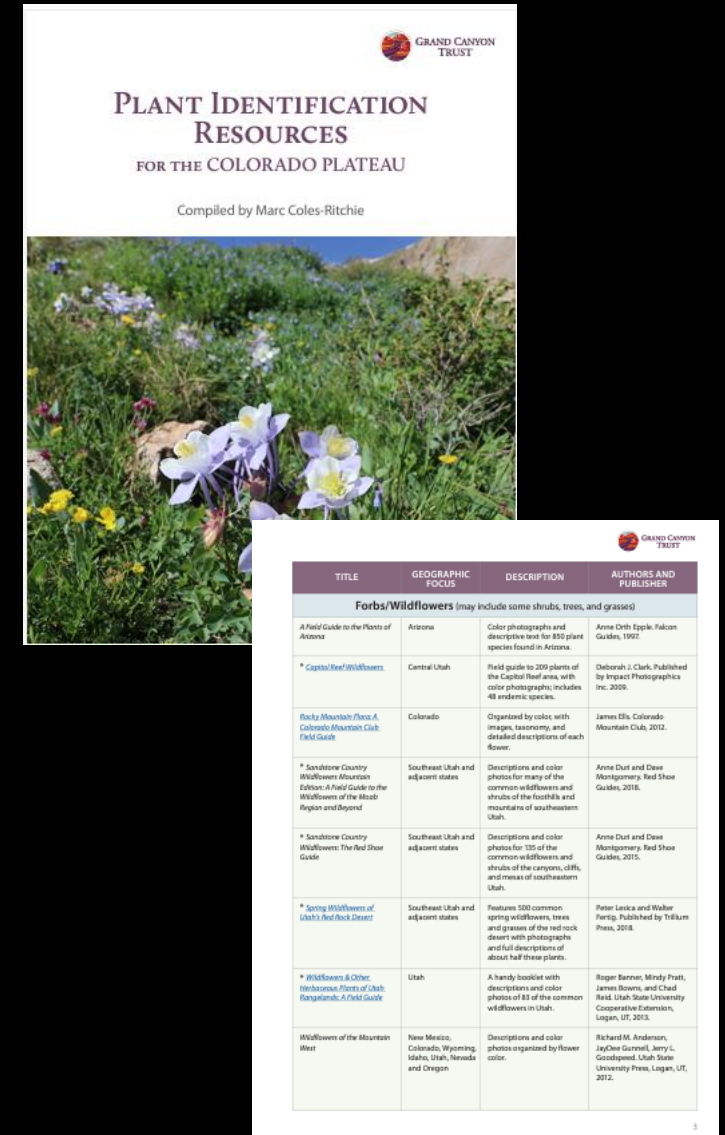 GRAND CANYON
TRUST
PLANT IDENTIFICATION
RESOURCES
FOR THE COLORADO PLATEAU
Compiled by Marc Coles-Ritchie
GRAND CANYON
TRUST
TITLE
GEOGRAPHIC
FOCUS
DESCRIPTION
AUTHORS AND
PUBLISHER
Forbs/Wildflowers (may include some shrubs, trees, and grasses)
A Field Guide to the Plants of
Arizona
Arizona
Color photographs and
descriptive text for 850 plant
species found in Arizona.
Anne Orth Epple. Falcon
Guides, 1997.
* Capitol Reef Wildflowers
Central Utah
Field guide to 209 plants of
the Capitol Reef area, with
color photographs; includes
48 endemic species.
Deborah J. Clark. Published
by Impact Photographics
Inc. 2009.
Rocky Mountain Flora: A
Colorado Mountain Club
Field Guide
Colorado
Organized by color, with
images, taxonomy, and
detailed descriptions of each
flower.
James Ells. Colorado
Mountain Club, 2012.
* Sandstone Country
Wildflowers Mountain
Edition: A Field Guide to the
Wildflowers of the Moab
Region and Beyond
Southeast Utah and
adjacent states
Descriptions and color
photos for many of the
common wildflowers and
shrubs of the foothills and
mountains of southeastern
Utah.
Anne Duri and Dave
Montgomery. Red Shoe
Guides, 2018.
* Sandstone Country
Wildflowers: The Red Shoe
Guide
Southeast Utah and
adjacent states
Descriptions and color
photos for 135 of the
common wildflowers and
shrubs of the canyons, cliffs,
and mesas of southeastern
Utah.
Anne Duri and Dave
Montgomery. Red Shoe
Guides, 2015.
* Spring Wildflowers of
Utah's Red Rock Desert
Southeast Utah and
adjacent states
Features 500 common
spring wildflowers, trees
and grasses of the red rock
desert with photographs
and full descriptions of
about half these plants.
Peter Lesica and Walter
Fertig. Published by Trillium
Press, 2018.
* Wildflowers & Other
Herbaceous Plants of Utah
Rangelands: A Field Guide
Utah
A handy booklet with
descriptions and color
photos of 83 of the common
wildflowers in Utah.
Roger Banner, Mindy Pratt,
James Bowns, and Chad
Reid. Utah State University
Cooperative Extension,
Logan, UT, 2013.
Wildflowers of the Mountain
West
New Mexico,
Colorado, Wyoming,
Idaho, Utah, Nevada
and Oregon
Descriptions and color
photos organized by flower
color.
Richard M. Anderson,
JayDee Gunnell, Jerry L.
Goodspeed. Utah State
University Press, Logan, UT,
2012.
3